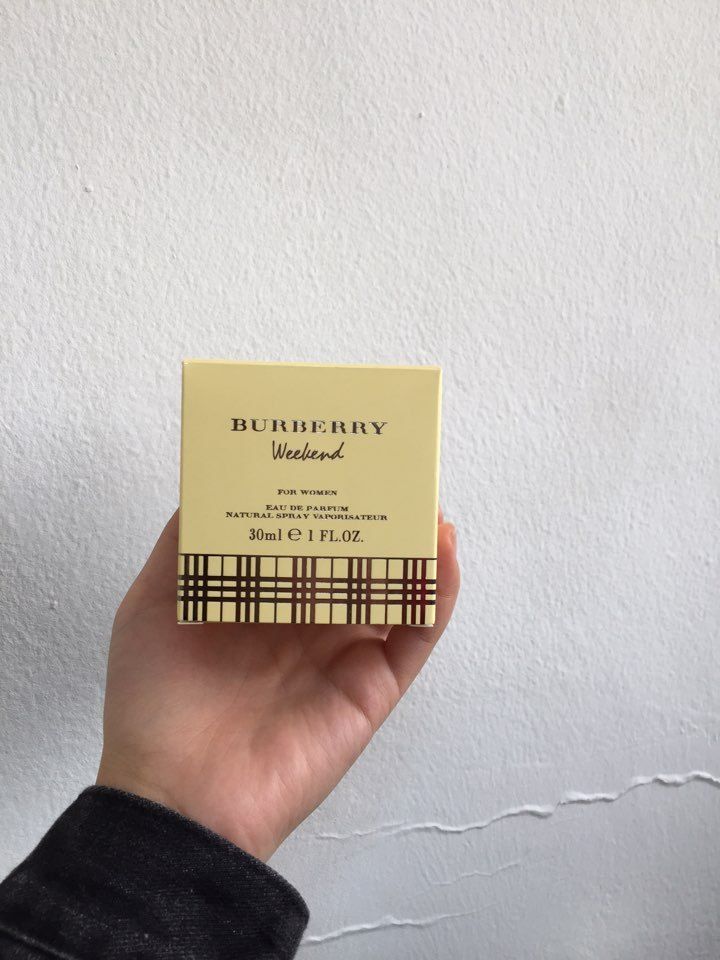 BURBERRY
Weekend
FOR WOMEN
EAU DE PARFUM
NATURAL SPRAY VAPORISATEUR
30ml ℮ 1 FL.OZ.